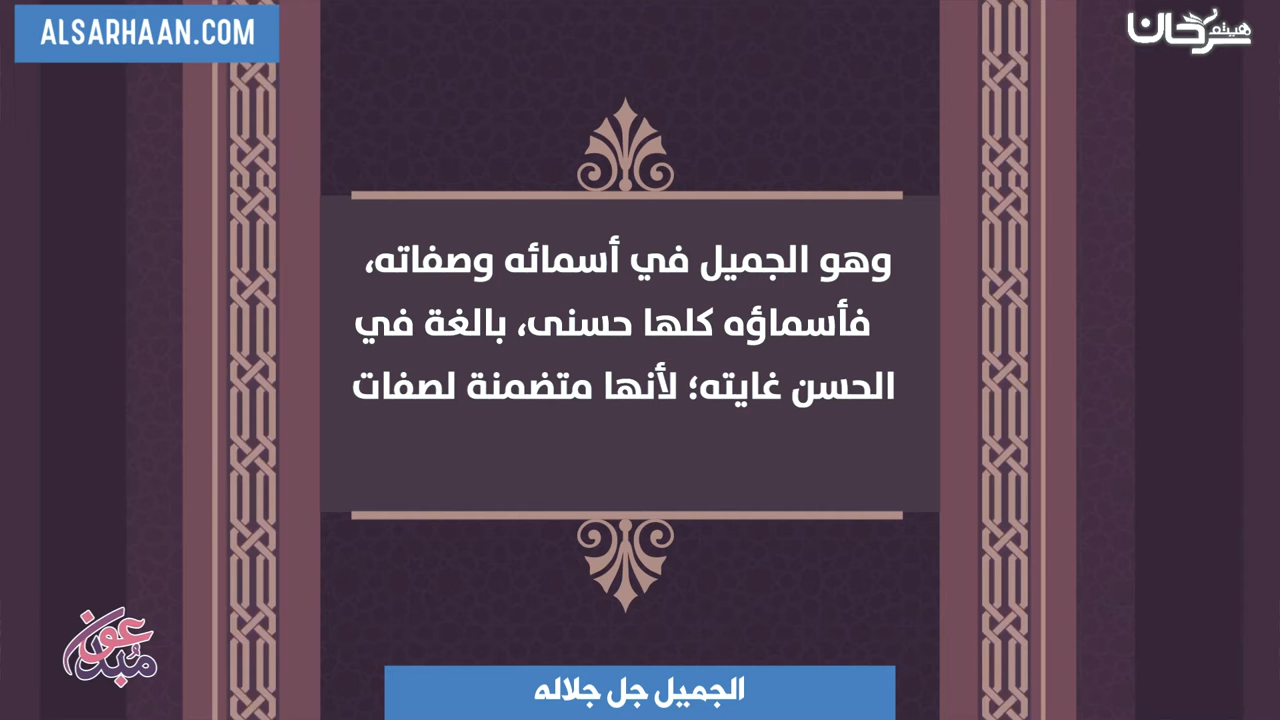 ALSARHAAN.COM
هيثم سرحان
وهو الجميل في أسمائه وصفاته،
فأسماؤه كلها حسنى، بالغة في
الحسن غايته؛ لأنها متضمنة لصفات
مبدعون
الجميل جل جلاله